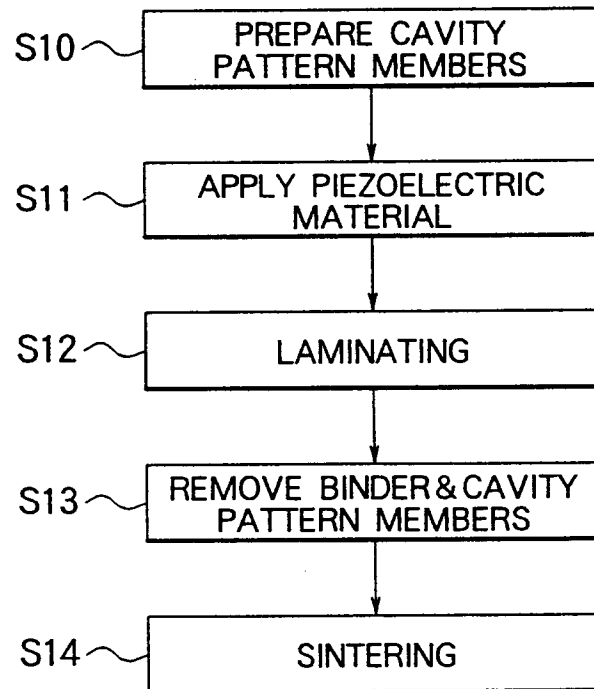 S10
PREPARE CAVITY
PATTERN MEMBERS
S11
APPLY PIEZOELECTRIC
MATERIAL
S12
LAMINATING
S13
REMOVE BINDER&CAVITY
PATTERN MEMBERS
S14
SINTERING